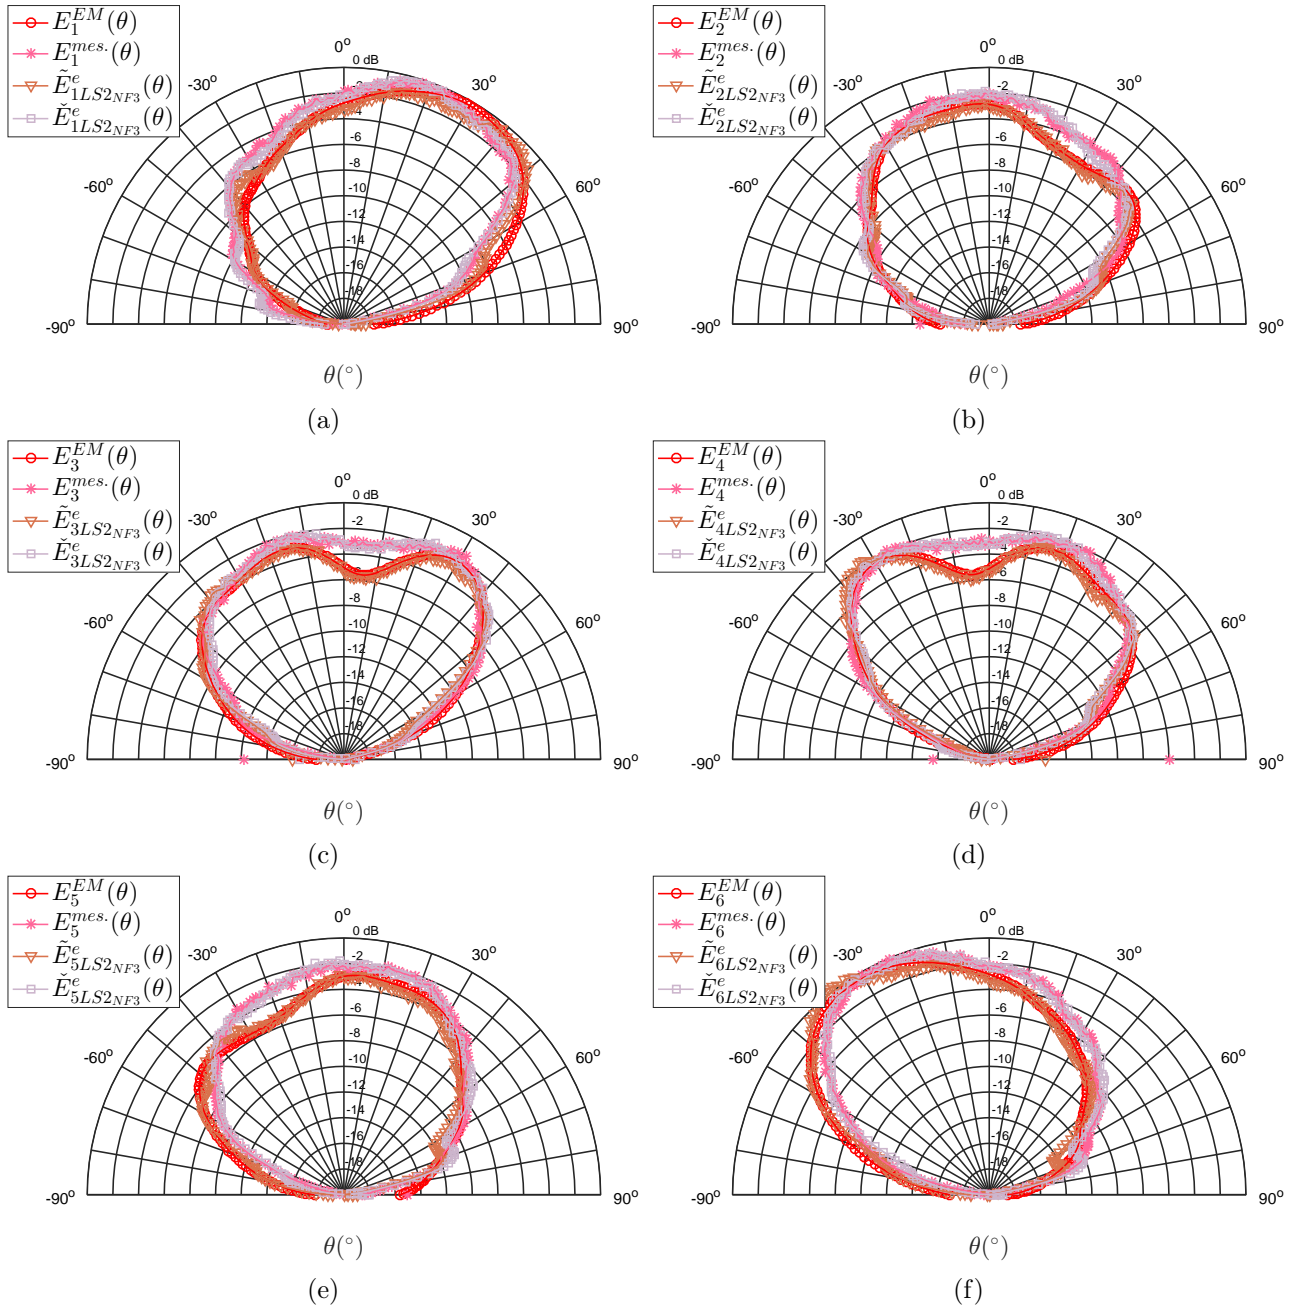 E_1^{EM}(θ)
E_1^{mes.}(θ)
Ẽ^e_{1LS2_{NF3}}(θ)
Ě^e_{1LS2_{NF3}}(θ)
0° 0 dB
-30° 30°
-60° 60°
-90° 90°
-2
-4
-6
-8
-10
-12
-14
-16
-18
θ(°)
(a)
E_2^{EM}(θ)
E_2^{mes.}(θ)
Ẽ^e_{2LS2_{NF3}}(θ)
Ě^e_{2LS2_{NF3}}(θ)
0° 0 dB
-30° 30°
-60° 60°
-90° 90°
-2
-4
-6
-8
-10
-12
-14
-16
-18
θ(°)
(b)
E_3^{EM}(θ)
E_3^{mes.}(θ)
Ẽ^e_{3LS2_{NF3}}(θ)
Ě^e_{3LS2_{NF3}}(θ)
0° 0 dB
-30° 30°
-60° 60°
-90° 90°
-2
-8
-10
-12
-14
-16
-18
θ(°)
(c)
E_4^{EM}(θ)
E_4^{mes.}(θ)
Ẽ^e_{4LS2_{NF3}}(θ)
Ě^e_{4LS2_{NF3}}(θ)
0° 0 dB
-30° 30°
-60° 60°
-90° 90°
-2
-6
-8
-10
-12
-14
-16
-18
θ(°)
(d)
E_5^{EM}(θ)
E_5^{mes.}(θ)
Ẽ^e_{5LS2_{NF3}}(θ)
Ě^e_{5LS2_{NF3}}(θ)
0° 0 dB
-30° 30°
-60° 60°
-90° 90°
-2
-4
-6
-8
-10
-12
-14
-16
-18
θ(°)
(e)
E_6^{EM}(θ)
E_6^{mes.}(θ)
Ẽ^e_{6LS2_{NF3}}(θ)
Ě^e_{6LS2_{NF3}}(θ)
0° 0 dB
-30° 30°
-60° 60°
-90° 90°
-2
-4
-6
-8
-10
-12
-14
-16
-18
θ(°)
(f)